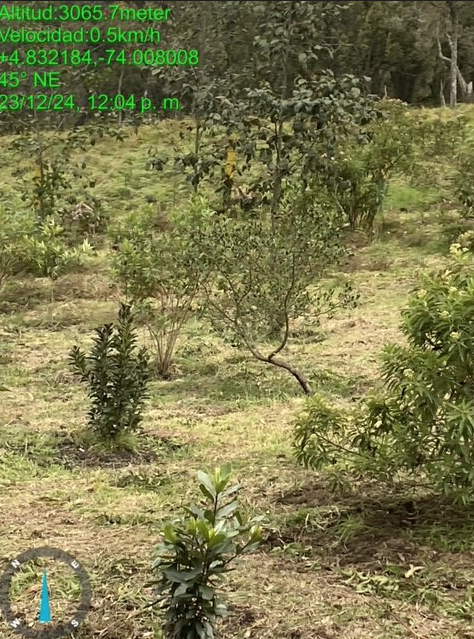 Altitud:3065.7meter
Velocidad:0.5km/h
+4.832184,-74.008008
45° NE
23/12/24, 12:04 p. m.
N E
W S